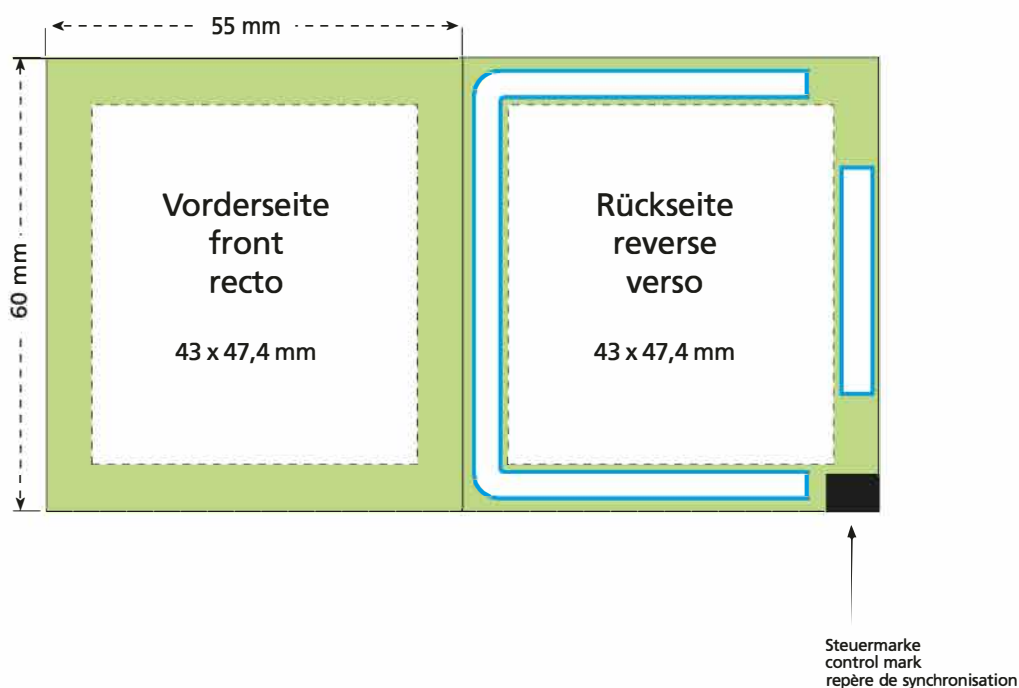 55 mm
60 mm
Vorderseite
front
recto
43 x 47,4 mm
Rückseite
reverse
verso
43 x 47,4 mm
Steuermarke
control mark
repère de synchronisation